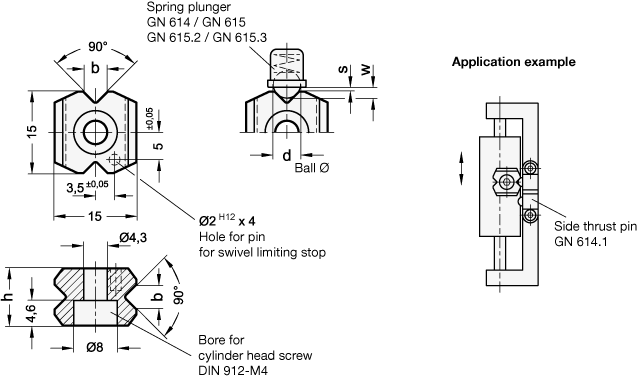 Spring plunger
GN 614 / GN 615
GN 615.2 / GN 615.3
90°
b
s
w
Application example
15
5 ±0,05
3,5 ±0,05
15
d
Ball Ø
Ø2 H12 x 4
Hole for pin
for swivel limiting stop
Side thrust pin
GN 614.1
Ø4,3
h
4,6
b
90°
Ø8
Bore for
cylinder head screw
DIN 912-M4